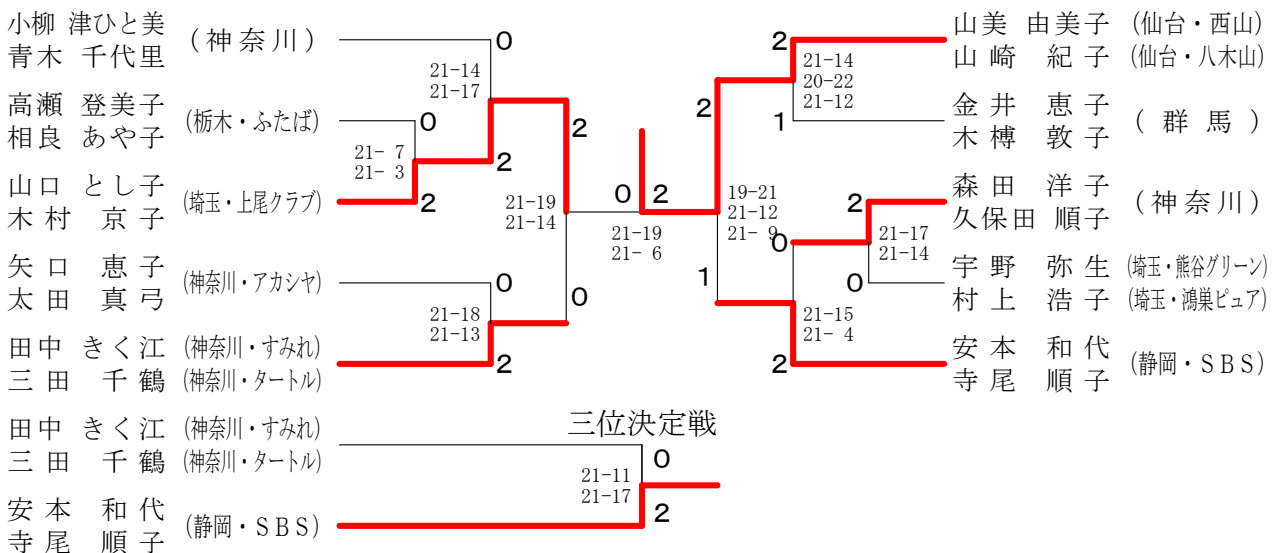 小柳 津ひと美
青木 千代里
(神奈川)
0
21-14
21-17
高瀬 登美子
相良 あや子
(栃木・ふたば)
0
21- 7
21- 3
2
2
山口 とし子
木村 京子
(埼玉・上尾クラブ)
2
21-19
21-14
矢口 恵子
太田 真弓
(神奈川・アカシヤ)
0
0
21-18
21-13
田中 きく江 (神奈川・すみれ)
三田 千鶴 (神奈川・タートル)
2
0
2
21-19
21- 6
山美 由美子 (仙台・西山)
山崎 紀子 (仙台・八木山)
2
21-14
20-22
21-12
2
金井 恵子
木榑 敦子
(群馬)
1
19-21
21-12
21- 9
森田 洋子
久保田 順子
(神奈川)
2
0
21-17
21-14
宇野 弥生 (埼玉・熊谷グリーン)
村上 浩子 (埼玉・鴻巣ピュア)
0
1
21-15
21- 4
安本 和代
寺尾 順子
(静岡・SBS)
2
三位決定戦
田中 きく江 (神奈川・すみれ)
三田 千鶴 (神奈川・タートル)
0
21-11
21-17
安本 和代
寺尾 順子
(静岡・SBS)
2